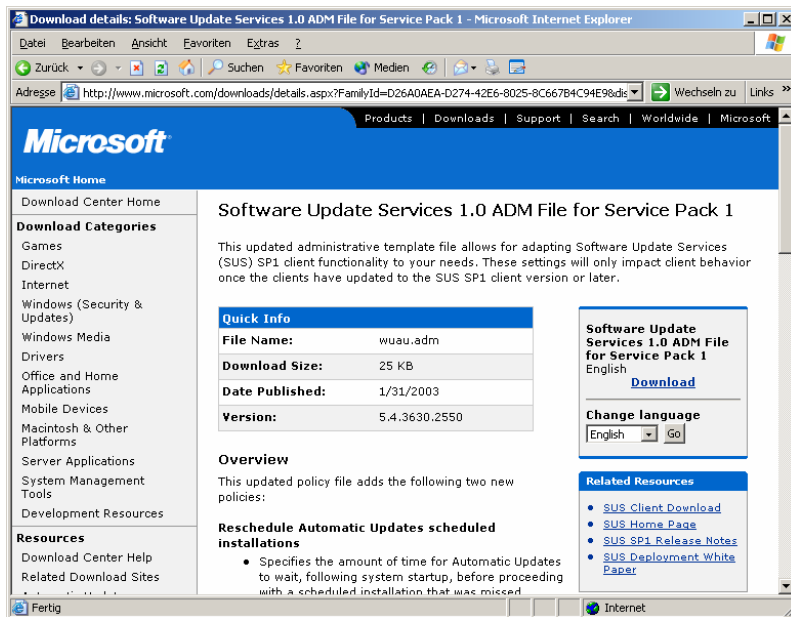 Download details: Software Update Services 1.0 ADM File for Service Pack 1 - Microsoft Internet Explorer
Datei Bearbeiten Ansicht Favoriten Extras ?
Zurück Suchen Favoriten Medien
Adresse http://www.microsoft.com/downloads/details.aspx?FamilyId=D26A0AEA-D274-42E6-8025-8C667B4C94E9&dis Wechseln zu Links »
Products | Downloads | Support | Search | Worldwide | Microsoft
Microsoft
Microsoft Home
Download Center Home
Download Categories
Games
DirectX
Internet
Windows (Security &
Updates)
Windows Media
Drivers
Office and Home
Applications
Mobile Devices
Macintosh & Other
Platforms
Server Applications
System Management
Tools
Development Resources
Resources
Download Center Help
Related Download Sites
Software Update Services 1.0 ADM File for Service Pack 1
This updated administrative template file allows for adapting Software Update Services
(SUS) SP1 client functionality to your needs. These settings will only impact client behavior
once the clients have updated to the SUS SP1 client version or later.
Quick Info
File Name: wuau.adm
Download Size: 25 KB
Date Published: 1/31/2003
Version: 5.4.3630.2550
Overview
This updated policy file adds the following two new
policies:
Reschedule Automatic Updates scheduled
installations
• Specifies the amount of time for Automatic Updates
to wait, following system startup, before proceeding
with a scheduled installation that was missed
Software Update
Services 1.0 ADM File
for Service Pack 1
English
Download
Change language
English Go
Related Resources
• SUS Client Download
• SUS Home Page
• SUS SP1 Release Notes
• SUS Deployment White
Paper
Fertig Internet